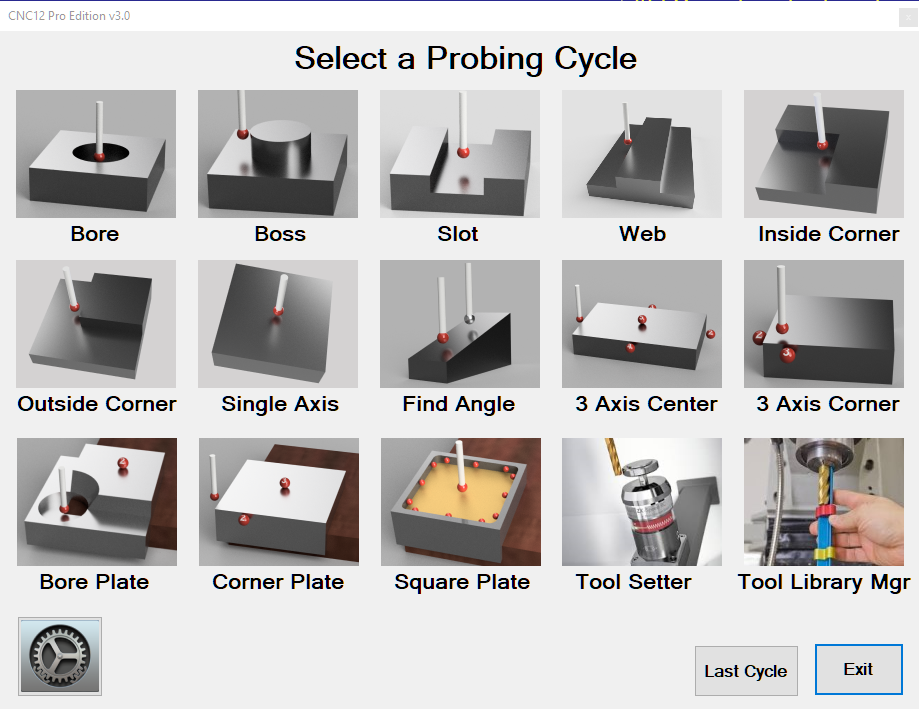 CNC12 Pro Edition v3.0
Select a Probing Cycle
Bore
Boss
Slot
Web
Inside Corner
Outside Corner
Single Axis
Find Angle
3 Axis Center
3 Axis Corner
Bore Plate
Corner Plate
Square Plate
Tool Setter
Tool Library Mgr
Last Cycle
Exit